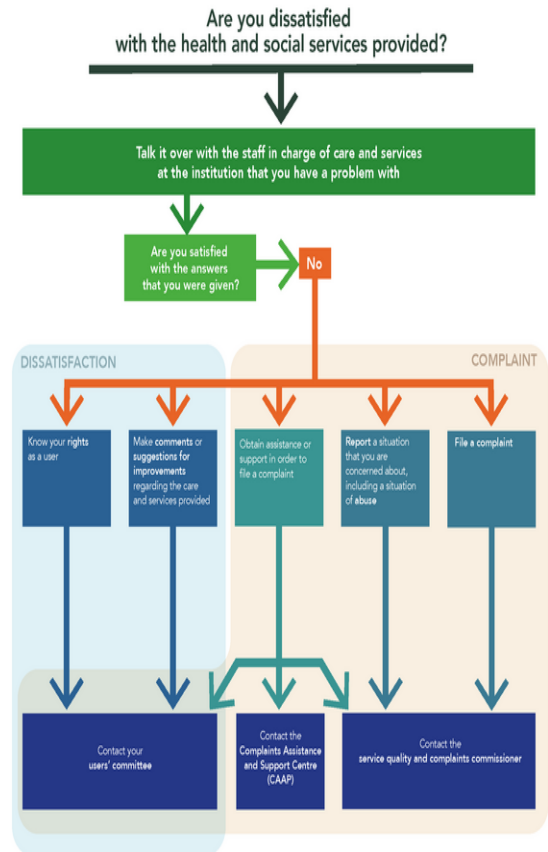 Are you dissatisfied
with the health and social services provided?
Talk it over with the staff in charge of care and services
at the institution that you have a problem with
Are you satisfied
with the answers
that you were given?
No
DISSATISFACTION
COMPLAINT
Know your rights
as a user
Make comments or
suggestions for
improvements
regarding the care
and services provided
Obtain assistance or
support in order to
file a complaint
Report a situation
that you are
concerned about,
including a situation
of abuse
File a complaint
Contact your
users' committee
Contact the
Complaints Assistance
and Support Centre
(CAAP)
Contact the
service quality and complaints commissioner